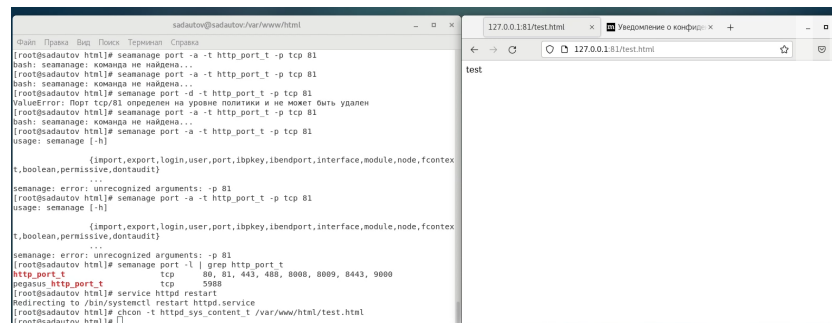 sadautov@sadautov:/var/www/html
Файл Правка Вид Поиск Терминал Справка
[root@sadautov html]# seamanage port -a -t http_port_t -p tcp 81
bash: seamanage: команда не найдена...
[root@sadautov html]# seamanage port -a -t http_port_t -p tcp 81
bash: seamanage: команда не найдена...
[root@sadautov html]# semanage port -d -t http_port_t -p tcp 81
ValueError: Порт tcp/81 определен на уровне политики и не может быть удален
[root@sadautov html]# seamanage port -a -t http_port_t -p tcp 81
bash: seamanage: команда не найдена...
[root@sadautov html]# semanage port -a -t http_port_t -p tcp 81
usage: semanage [-h]
{import,export,login,user,port,ibpkey,ibendport,interface,module,node,fcontex
t,boolean,permissive,dontaudit}
...
semanage: error: unrecognized arguments: -p 81
[root@sadautov html]# semanage port -a -t http_port_t -p tcp 81
usage: semanage [-h]
{import,export,login,user,port,ibpkey,ibendport,interface,module,node,fcontex
t,boolean,permissive,dontaudit}
...
semanage: error: unrecognized arguments: -p 81
[root@sadautov html]# semanage port -l | grep http_port_t
http_port_t tcp 80, 81, 443, 488, 8008, 8009, 8443, 9000
pegasus_http_port_t tcp 5988
[root@sadautov html]# service httpd restart
Redirecting to /bin/systemctl restart httpd.service
[root@sadautov html]# chcon -t httpd_sys_content_t /var/www/html/test.html
[root@sadautov html]#
127.0.0.1:81/test.html
Уведомление о конфиде
127.0.0.1:81/test.html
test